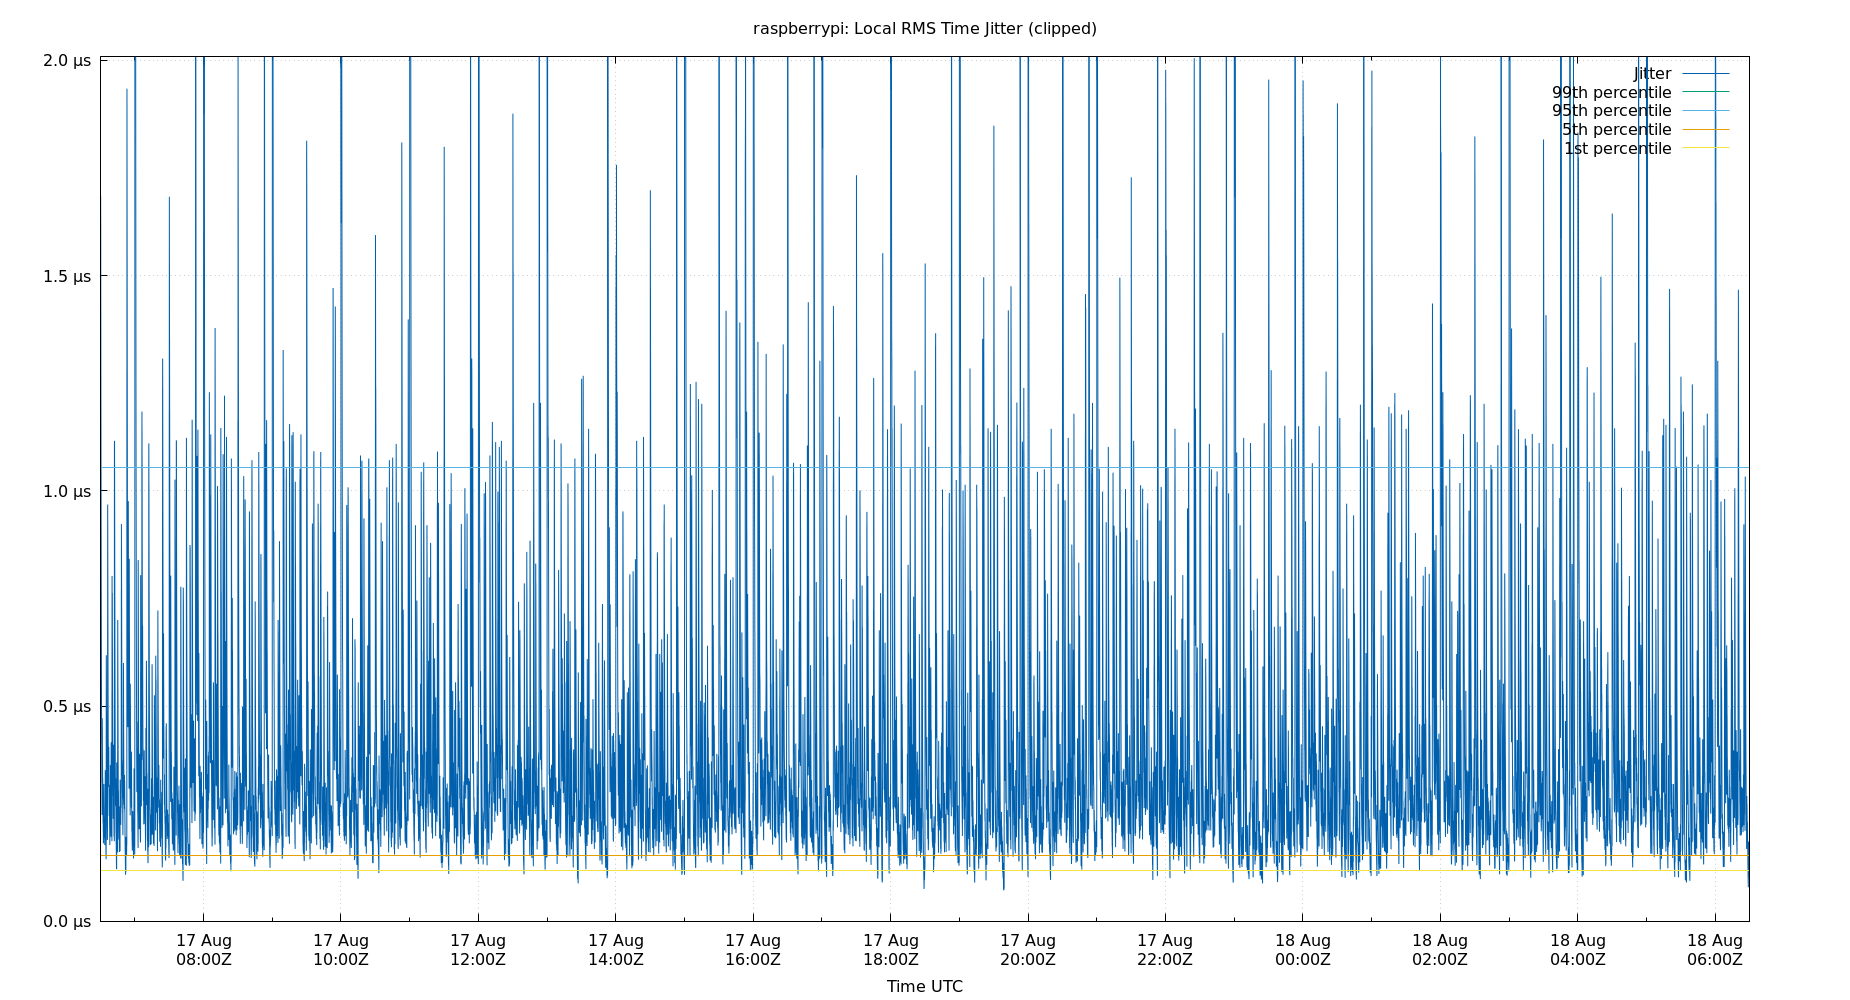 raspberrypi: Local RMS Time Jitter (clipped)
2.0 µs
1.5 µs
1.0 µs
0.5 µs
0.0 µs
Jitter
99th percentile
95th percentile
5th percentile
1st percentile
17 Aug 17 Aug 17 Aug 17 Aug 17 Aug 17 Aug 17 Aug 17 Aug 18 Aug 18 Aug 18 Aug 18 Aug
08:00Z 10:00Z 12:00Z 14:00Z 16:00Z 18:00Z 20:00Z 22:00Z 00:00Z 02:00Z 04:00Z 06:00Z
Time UTC